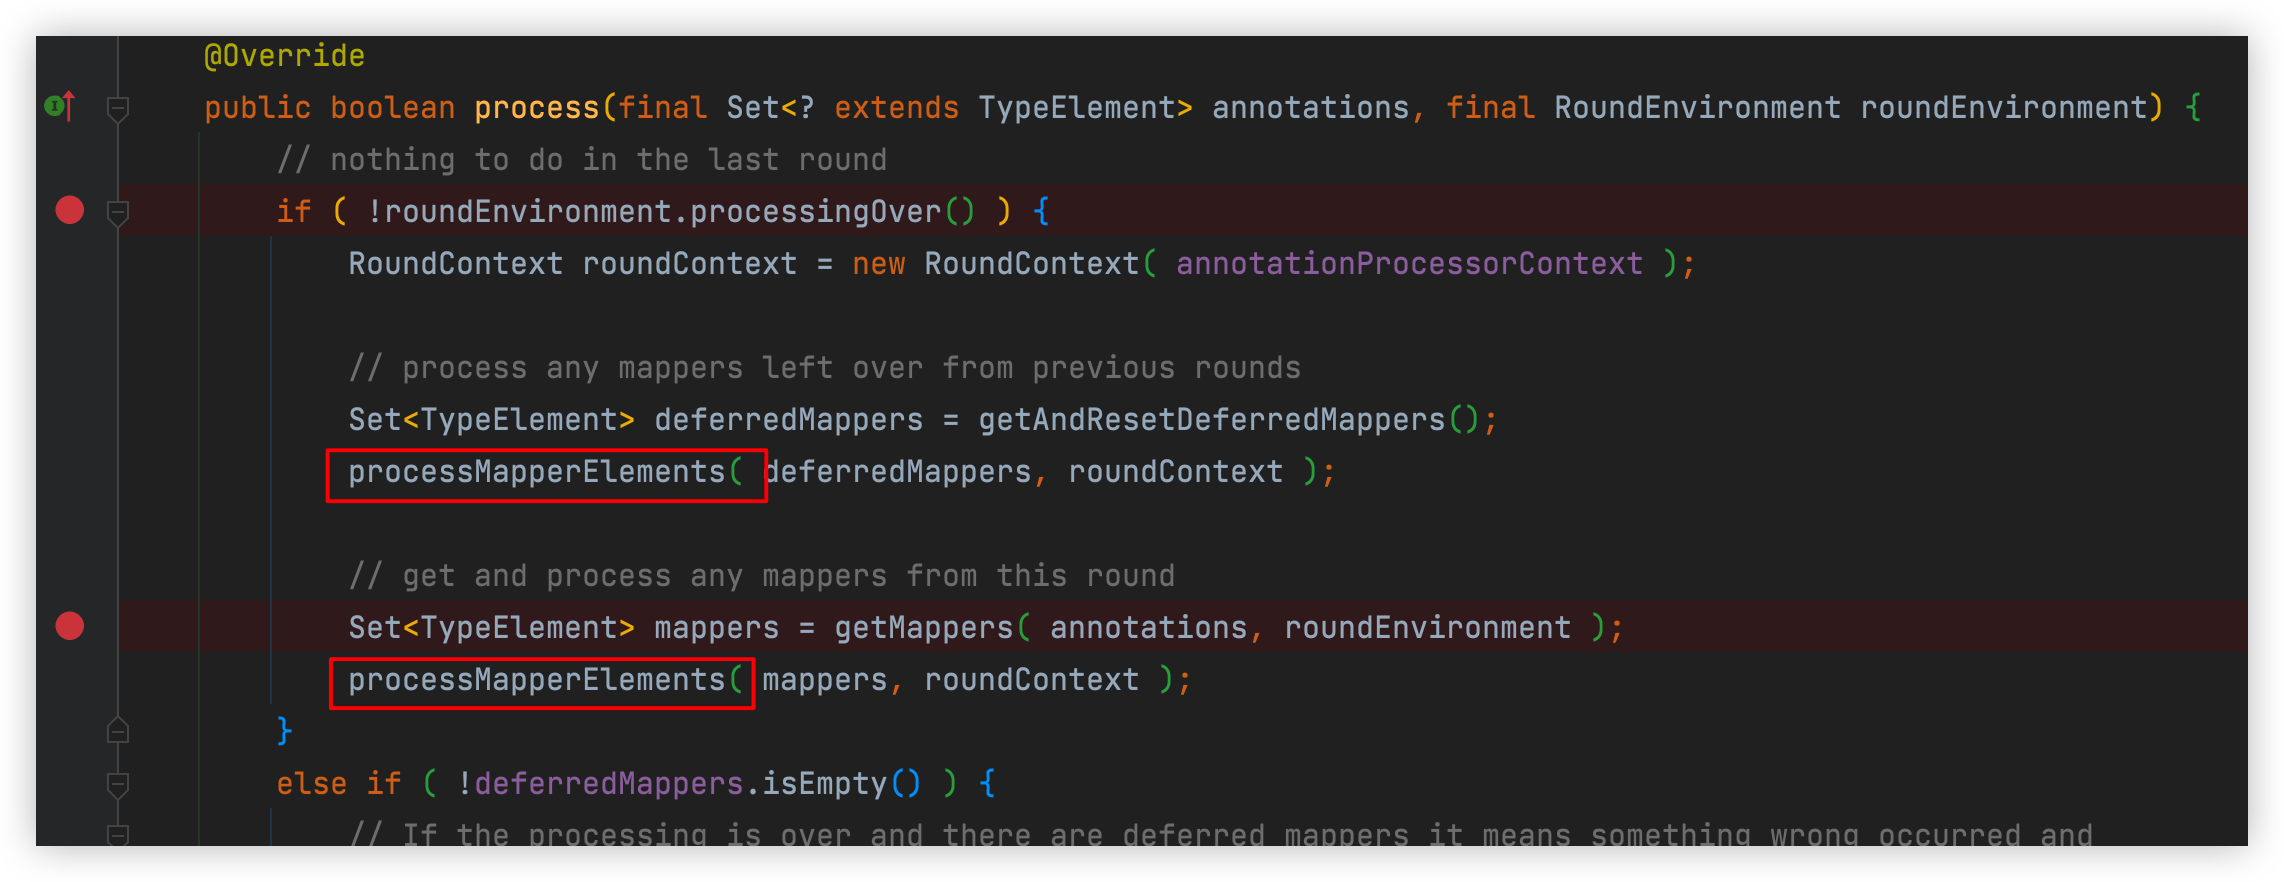 @Override
public boolean process(final Set<? extends TypeElement> annotations, final RoundEnvironment roundEnvironment) {
// nothing to do in the last round
if ( !roundEnvironment.processingOver() ) {
RoundContext roundContext = new RoundContext( annotationProcessorContext );
// process any mappers left over from previous rounds
Set<TypeElement> deferredMappers = getAndResetDeferredMappers();
processMapperElements( deferredMappers, roundContext );
// get and process any mappers from this round
Set<TypeElement> mappers = getMappers( annotations, roundEnvironment );
processMapperElements( mappers, roundContext );
}
else if ( !deferredMappers.isEmpty() ) {
// If the processing is over and there are deferred mappers it means something wrong occurred and